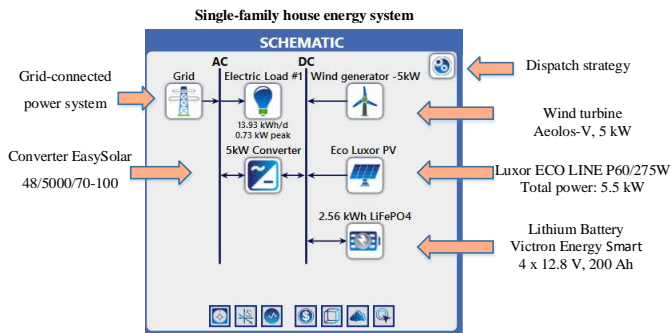 Single-family house energy system
SCHEMATIC
AC
DC
Grid
Electric Load #1
Wind generator -5kW
13.93 kWh/d
0.73 kW peak
5kW Converter
Eco Luxor PV
2.56 kWh LiFePO4
Grid-connected
power system
Converter EasySolar
48/5000/70-100
Dispatch strategy
Wind turbine
Aeolos-V, 5 kW
Luxor ECO LINE P60/275W
Total power: 5.5 kW
Lithium Battery
Victron Energy Smart
4 x 12.8 V, 200 Ah